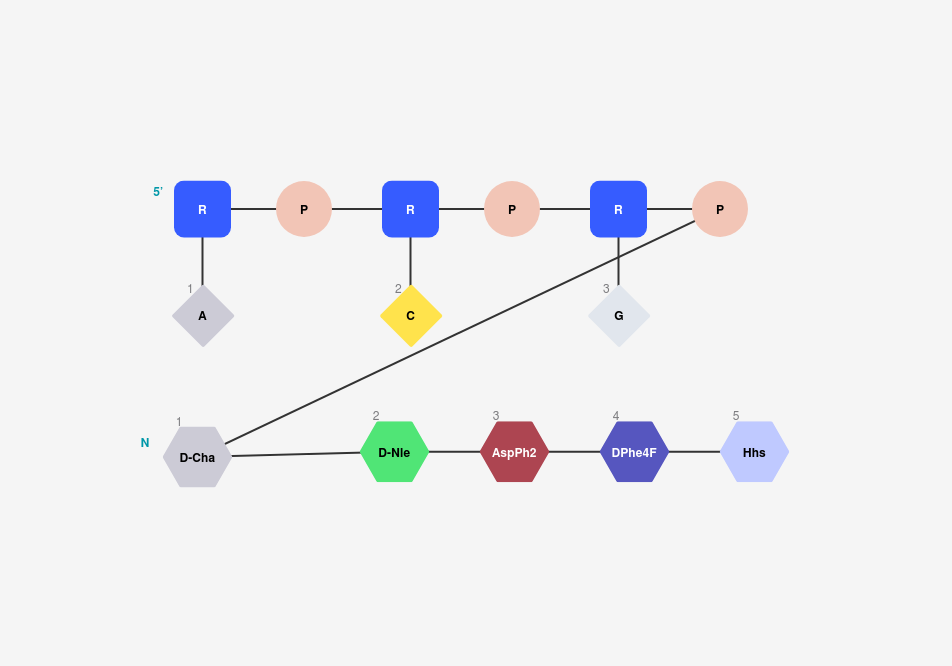 5’ R P R P R P
1 2 3
A C G
1 2 3 4 5
N D-Cha D-Nle AspPh2 DPhe4F Hhs